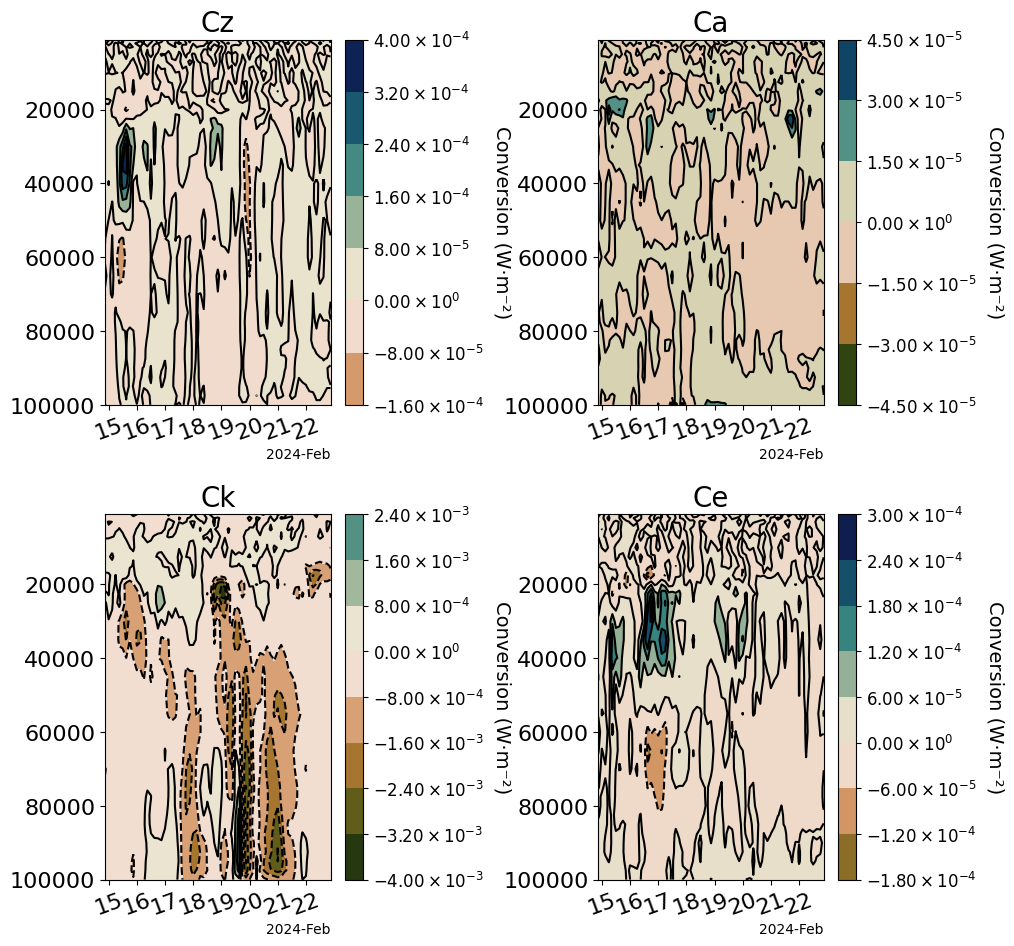 Cz
20000
40000
60000
80000
100000
15 16 17 18 19 20 21 22
2024-Feb
4.00 × 10⁻⁴
3.20 × 10⁻⁴
2.40 × 10⁻⁴
1.60 × 10⁻⁴
8.00 × 10⁻⁵
0.00 × 10⁰
−8.00 × 10⁻⁵
−1.60 × 10⁻⁴
Conversion (W·m⁻²)
Ca
20000
40000
60000
80000
100000
15 16 17 18 19 20 21 22
2024-Feb
4.50 × 10⁻⁵
3.00 × 10⁻⁵
1.50 × 10⁻⁵
0.00 × 10⁰
−1.50 × 10⁻⁵
−3.00 × 10⁻⁵
−4.50 × 10⁻⁵
Conversion (W·m⁻²)
Ck
20000
40000
60000
80000
100000
15 16 17 18 19 20 21 22
2024-Feb
2.40 × 10⁻³
1.60 × 10⁻³
8.00 × 10⁻⁴
0.00 × 10⁰
−8.00 × 10⁻⁴
−1.60 × 10⁻³
−2.40 × 10⁻³
−3.20 × 10⁻³
−4.00 × 10⁻³
Conversion (W·m⁻²)
Ce
20000
40000
60000
80000
100000
15 16 17 18 19 20 21 22
2024-Feb
3.00 × 10⁻⁴
2.40 × 10⁻⁴
1.80 × 10⁻⁴
1.20 × 10⁻⁴
6.00 × 10⁻⁵
0.00 × 10⁰
−6.00 × 10⁻⁵
−1.20 × 10⁻⁴
−1.80 × 10⁻⁴
Conversion (W·m⁻²)